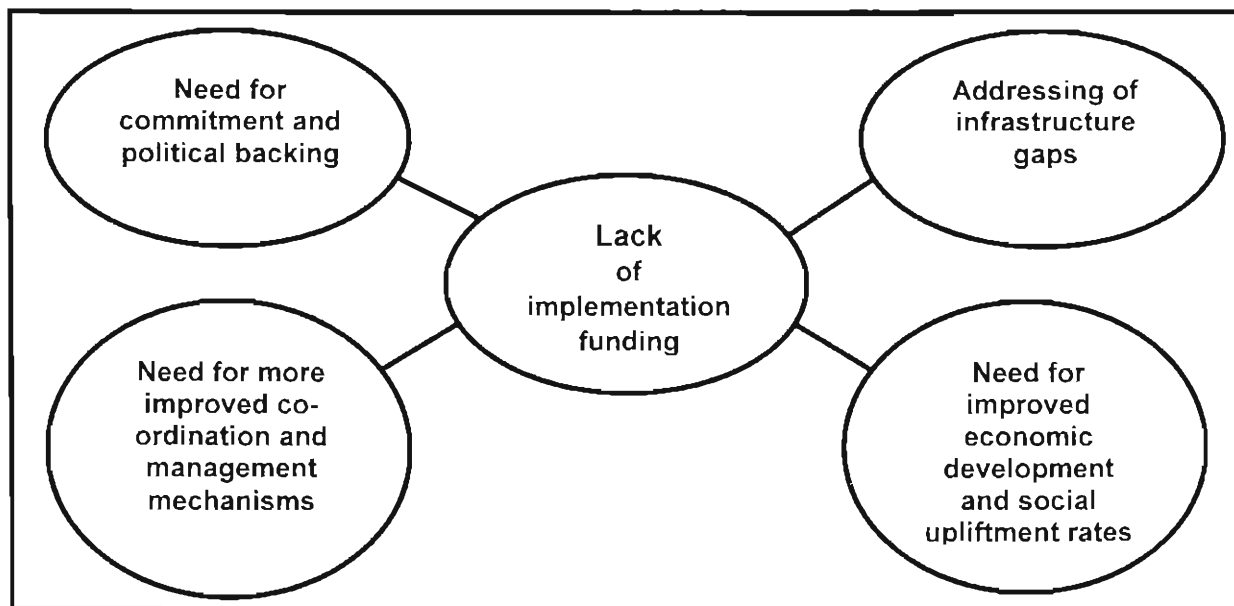 Need for
commitment and
political backing
Addressing of
infrastructure
gaps
Lack
of
implementation
funding
Need for more
improved co-
ordination and
management
mechanisms
Need for
improved
economic
development
and social
upliftment rates